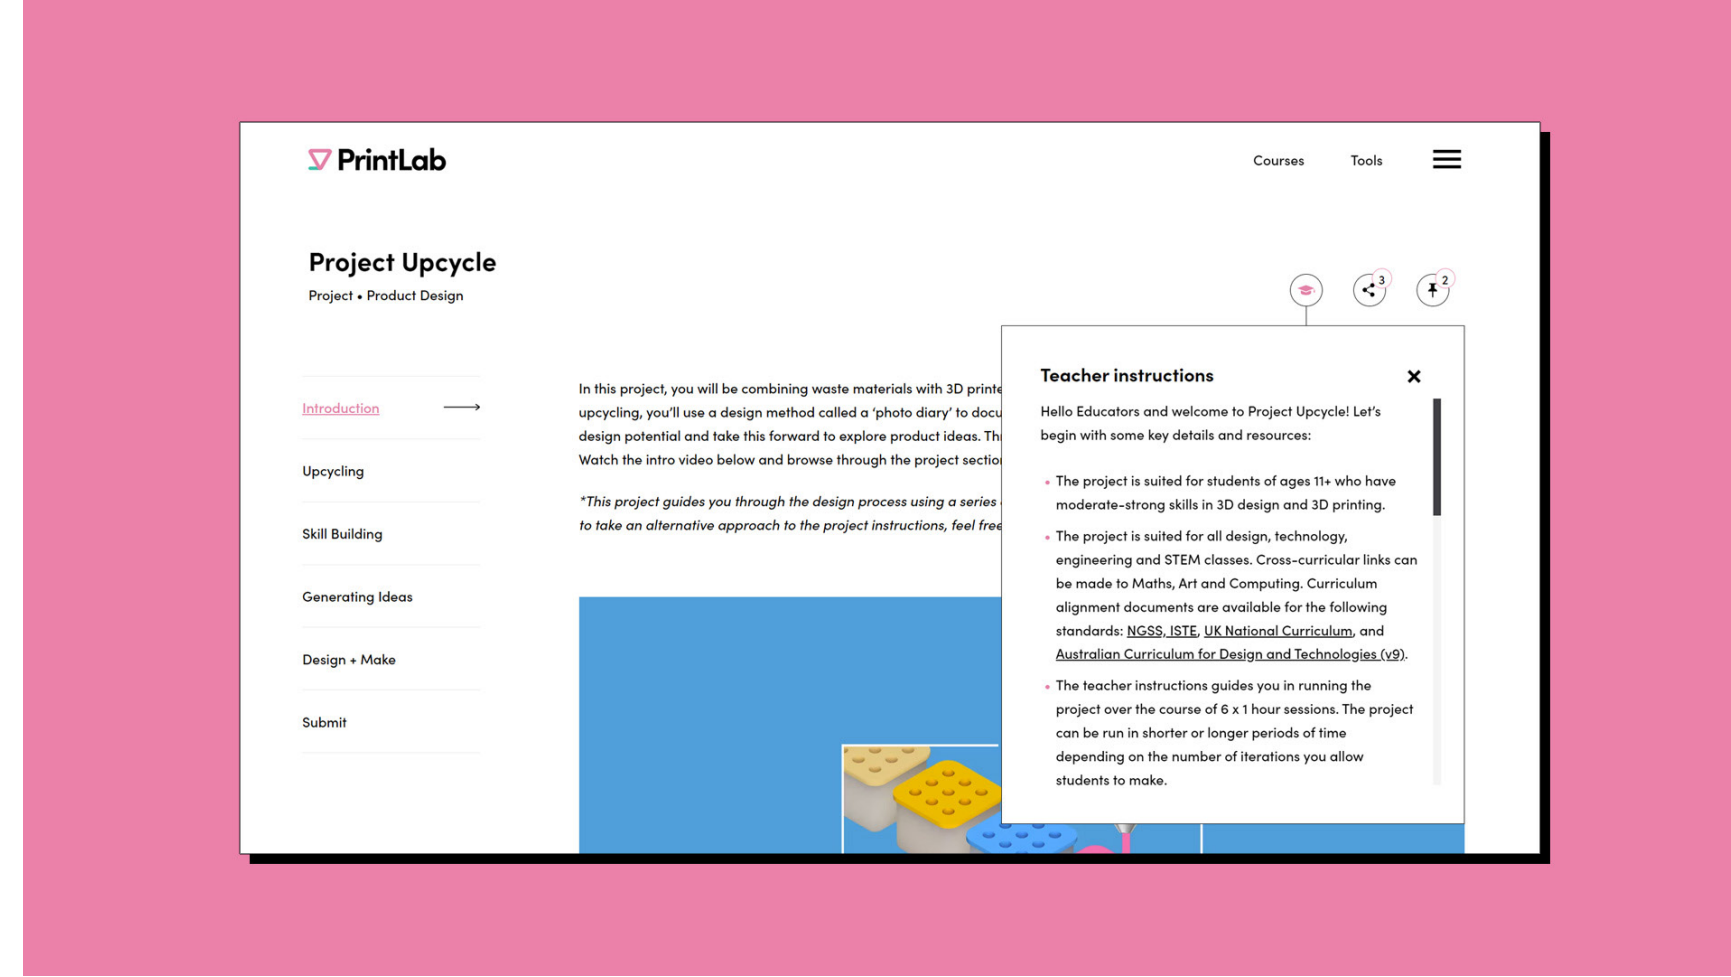 PrintLab
Courses
Tools
Project Upcycle
Project • Product Design
3
2
Introduction
Upcycling
Skill Building
Generating Ideas
Design + Make
Submit
In this project, you will be combining waste materials with 3D
upcycling, you'll use a design method called a ‘photo diary’ to
design potential and take this forward to explore product ideas.
Watch the intro video below and browse through the project
*This project guides you through the design process using a series
to take an alternative approach to the project instructions, feel
Teacher instructions
Hello Educators and welcome to Project Upcycle! Let's
begin with some key details and resources:
• The project is suited for students of ages 11+ who have
moderate-strong skills in 3D design and 3D printing.
• The project is suited for all design, technology,
engineering and STEM classes. Cross-curricular links can
be made to Maths, Art and Computing. Curriculum
alignment documents are available for the following
standards: NGSS, ISTE, UK National Curriculum, and
Australian Curriculum for Design and Technologies (v9).
• The teacher instructions guides you in running the
project over the course of 6 x 1 hour sessions. The project
can be run in shorter or longer periods of time
depending on the number of iterations you allow
students to make.